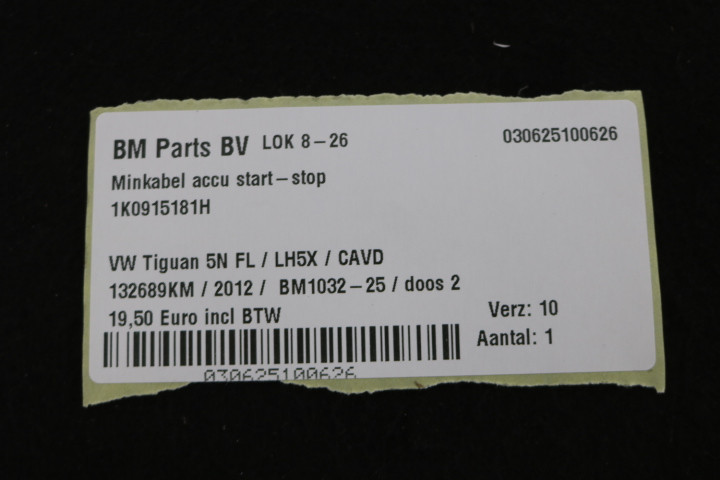 BM Parts BV LOK 8-26 030625100626
Minkabel accu start-stop
1K0915181H
VW Tiguan 5N FL / LH5X / CAVD
132689KM / 2012 / BM1032-25 / doos 2
19,50 Euro incl BTW
Verz: 10
Aantal: 1
030625100626